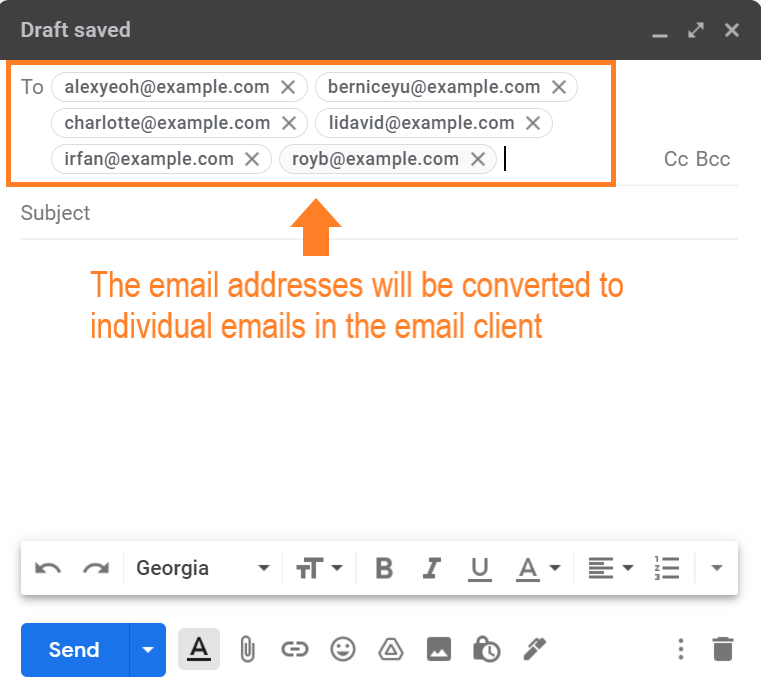 Draft saved
To alexyeoh@example.com berniceyu@example.com
charlotte@example.com lidavid@example.com
irfan@example.com royb@example.com Cc Bcc
Subject
The email addresses will be converted to
individual emails in the email client
Georgia TT B I U A
Send A